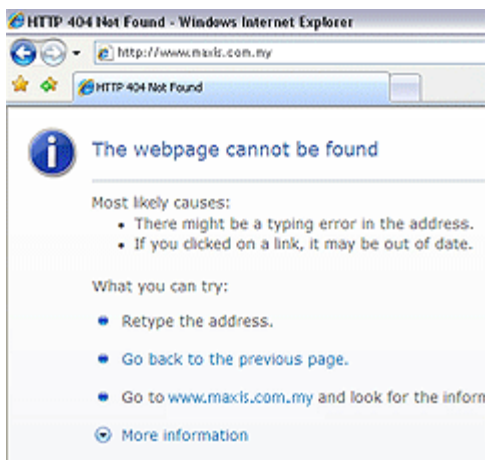 HTTP 404 Not Found - Windows Internet Explorer
http://www.maxis.com.my
HTTP 404 Not Found
The webpage cannot be found
Most likely causes:
• There might be a typing error in the address.
• If you clicked on a link, it may be out of date.
What you can try:
Retype the address.
Go back to the previous page.
Go to www.maxis.com.my and look for the inform
More information